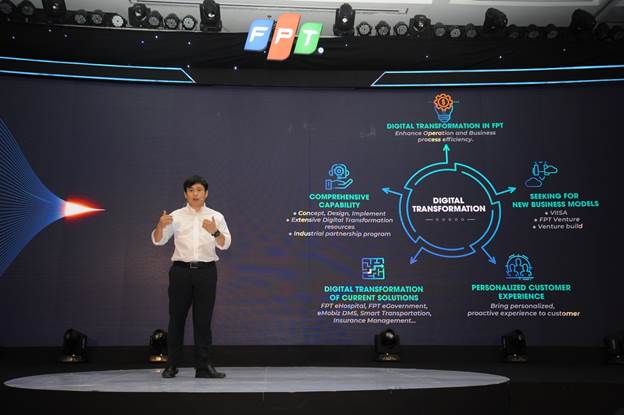 FPT
DIGITAL TRANSFORMATION IN FPT
Enhance Operation and Business
process efficiency.
COMPREHENSIVE
CAPABILITY
• Concept, Design, Implement
• Extensive Digital Transformation
resources
• Industrial partnership program
DIGITAL
TRANSFORMATION
SEEKING FOR
NEW BUSINESS MODELS
• VIISA
• FPT Venture
• Venture build
DIGITAL TRANSFORMATION
OF CURRENT SOLUTIONS
FPT eHospital, FPT eGovernment,
eMobiz DMS, Smart Transportation,
Insurance Management...
PERSONALIZED CUSTOMER
EXPERIENCE
Bring personalized,
proactive experience to customer